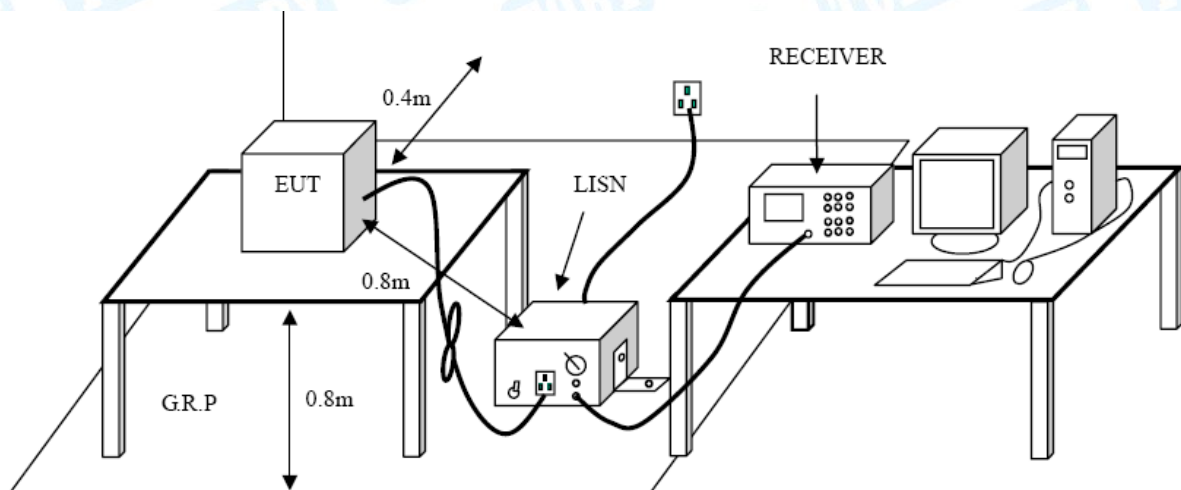 RECEIVER
0.4m
EUT
LISN
0.8m
G.R.P
0.8m